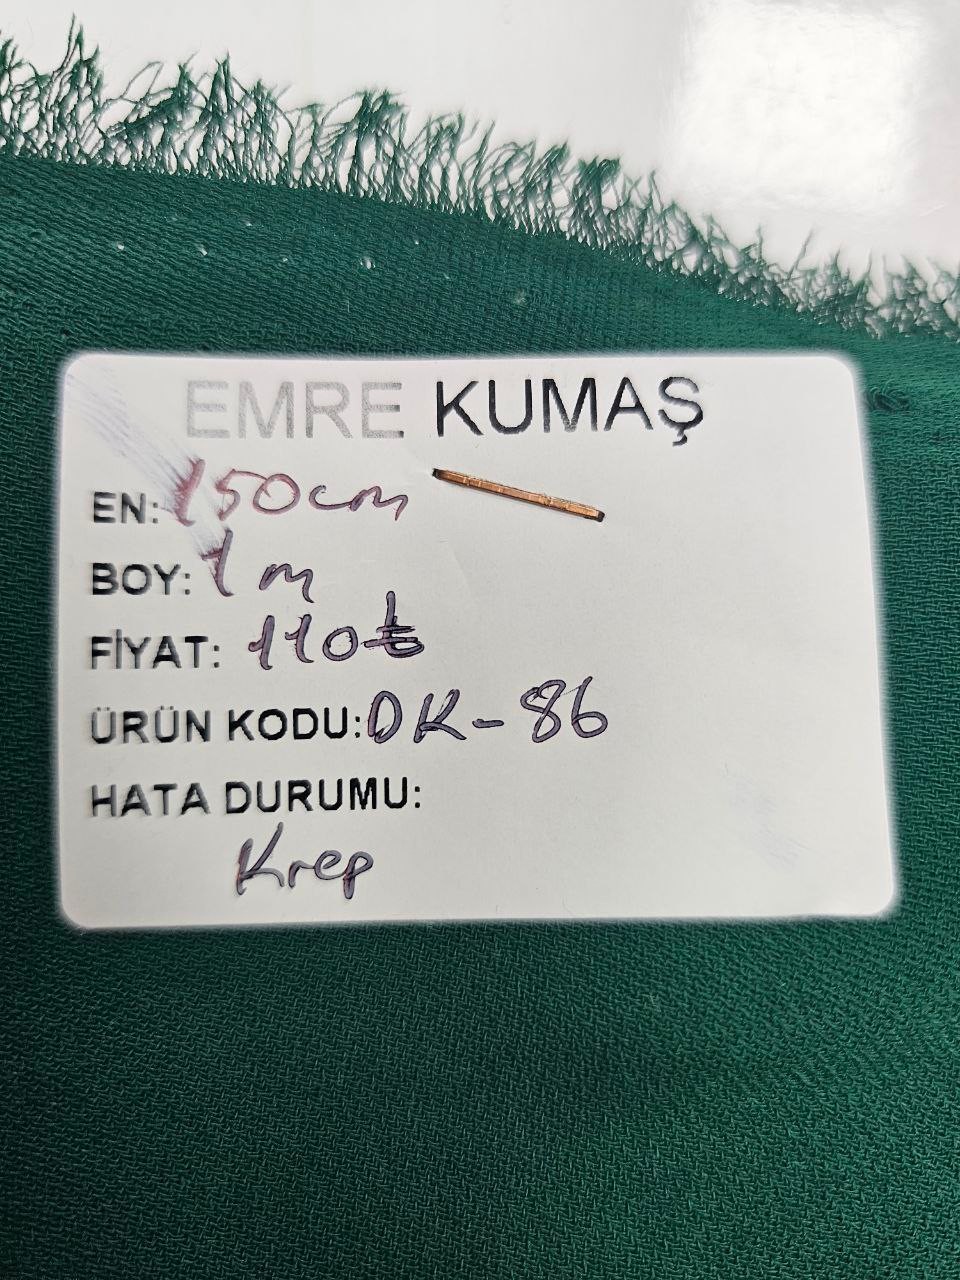 EMRE KUMAŞ
EN: 150cm
BOY: 1 m
FİYAT: 110₺
ÜRÜN KODU: DK-86
HATA DURUMU:
Krep